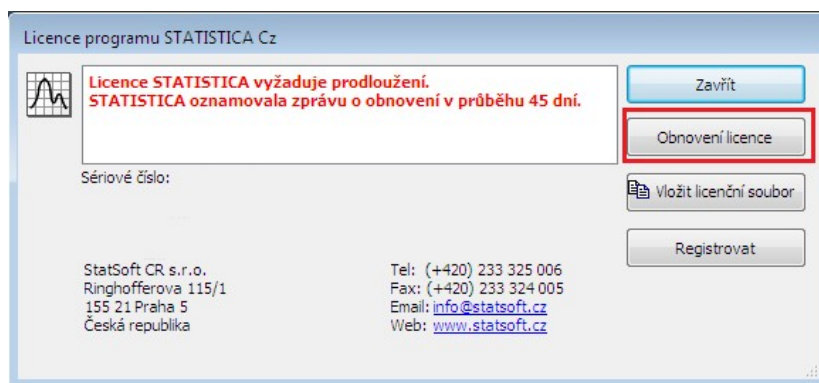 Licence programu STATISTICA Cz
Licence STATISTICA vyžaduje prodloužení.
STATISTICA oznamovala zprávu o obnovení v průběhu 45 dní.
Zavřít
Obnovení licence
Vložit licenční soubor
Registrovat
Sériové číslo:
StatSoft CR s.r.o.
Ringhofferova 115/1
155 21 Praha 5
Česká republika
Tel: (+420) 233 325 006
Fax: (+420) 233 324 005
Email: info@statsoft.cz
Web: www.statsoft.cz